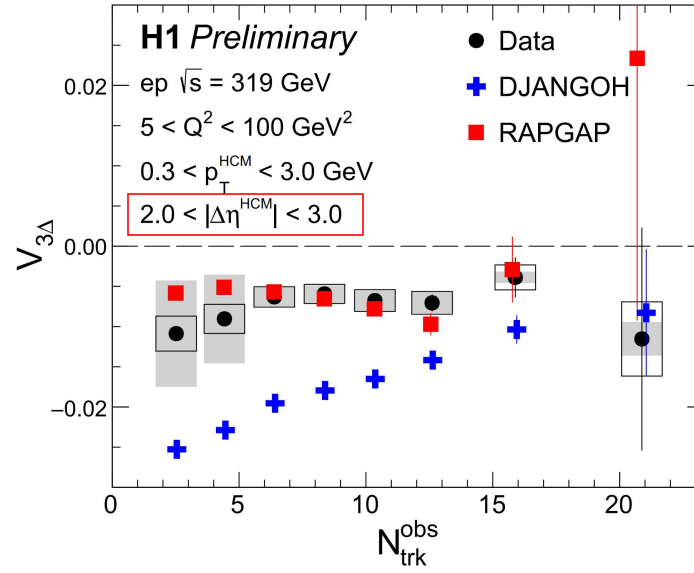 H1 Preliminary
ep √s = 319 GeV
5 < Q² < 100 GeV²
0.3 < p_T^HCM < 3.0 GeV
2.0 < |Δη^HCM| < 3.0
Data
DJANGOH
RAPGAP
V_3Δ
0.02
0.00
−0.02
0 5 10 15 20
N_trk^obs